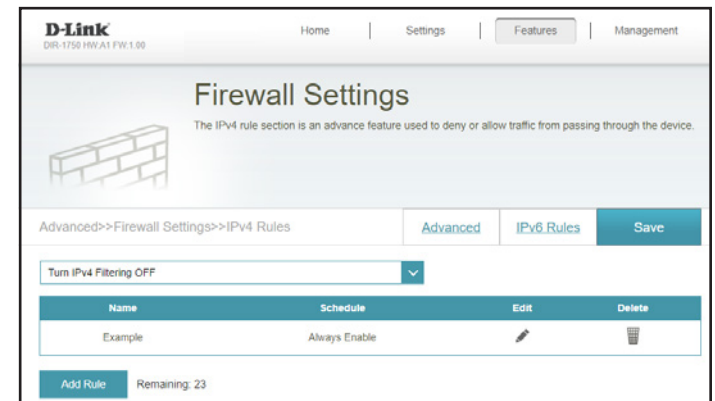 D-Link
DIR-1750 HW:A1 FW:1.00
Home | Settings | Features | Management
Firewall Settings
The IPv4 rule section is an advance feature used to deny or allow traffic from passing through the device.
Advanced>>Firewall Settings>>IPv4 Rules Advanced IPv6 Rules Save
Turn IPv4 Filtering OFF
Name Schedule Edit Delete
Example Always Enable
Add Rule Remaining: 23